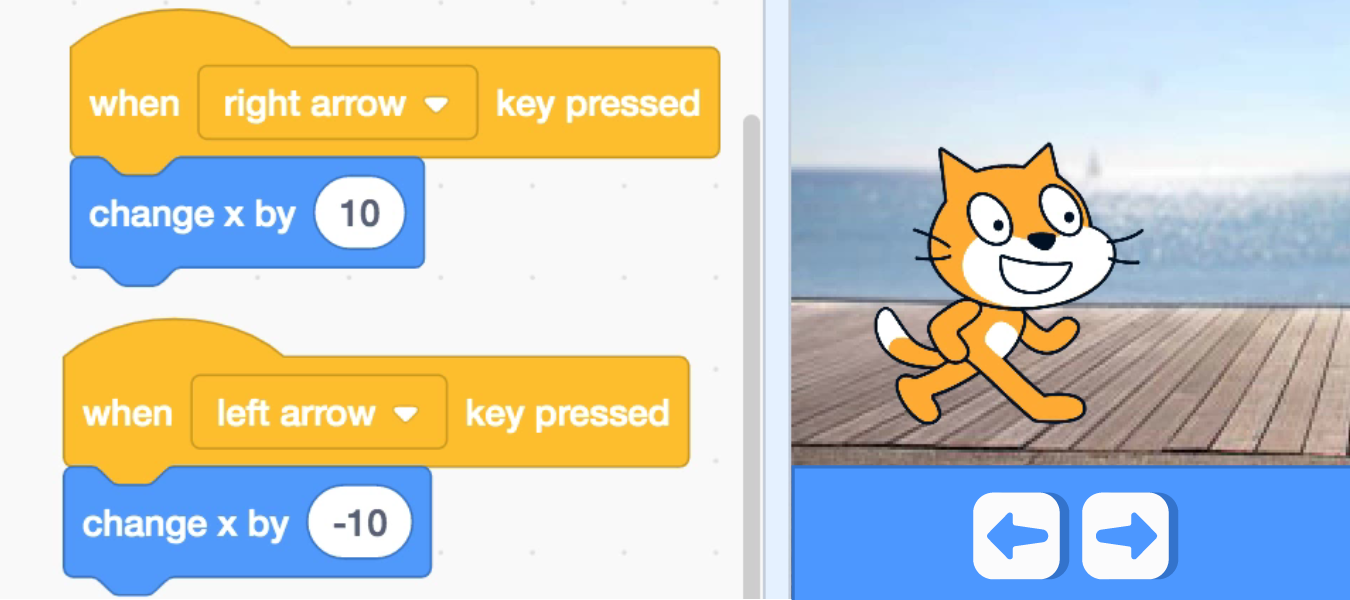 when right arrow key pressed
change x by 10
when left arrow key pressed
change x by -10